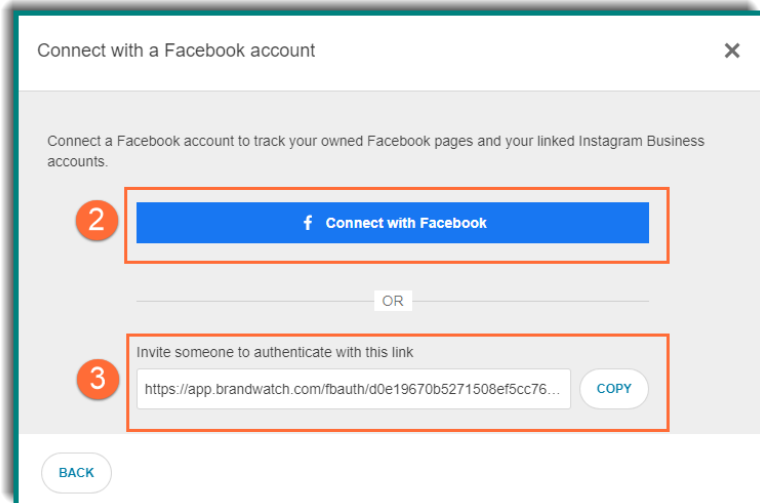 Connect with a Facebook account
Connect a Facebook account to track your owned Facebook pages and your linked Instagram Business
accounts.
2
Connect with Facebook
OR
3
Invite someone to authenticate with this link
https://app.brandwatch.com/fbauth/d0e19670b5271508ef5cc76...
COPY
BACK